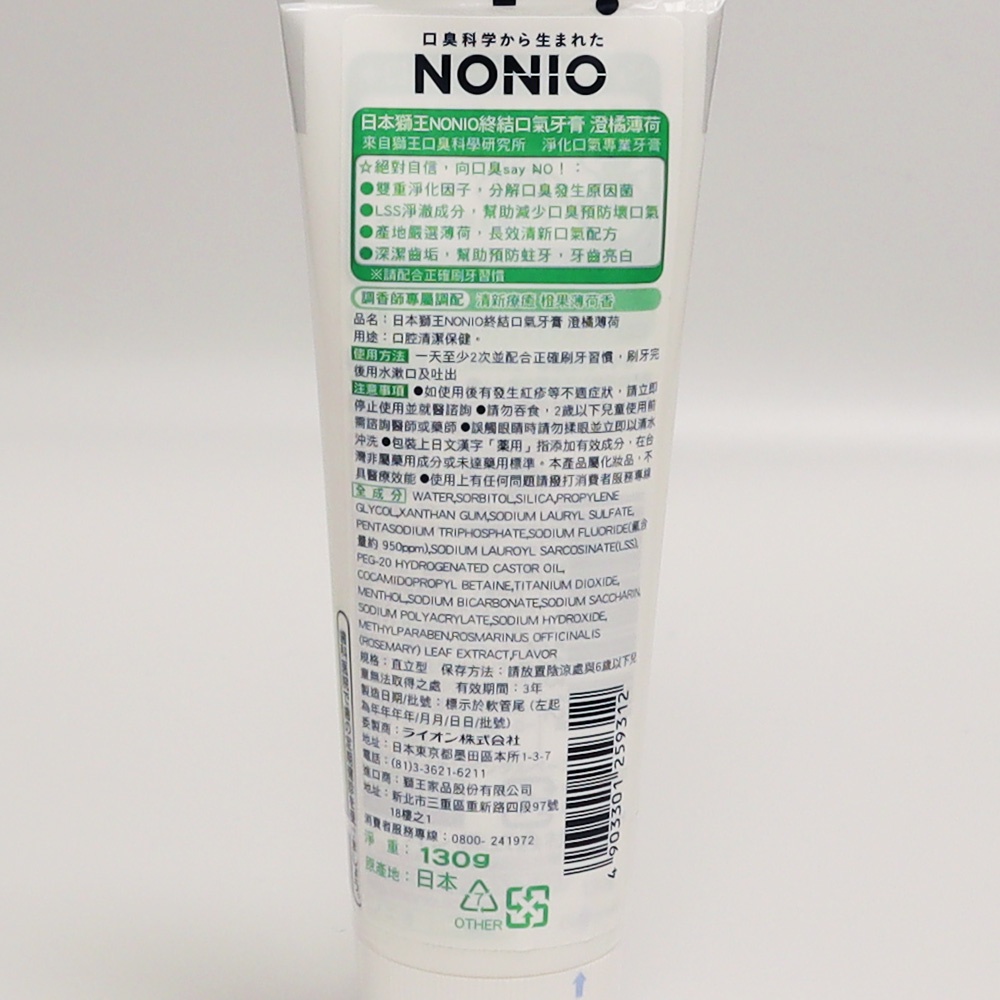 口臭科学から生まれた
NONIO
日本獅王NONIO終結口氣牙膏 澄橘薄荷
來自獅王口臭科學研究所 淨化口氣專業牙膏
☆絕對自信，向口臭say NO！：
●雙重淨化因子，分解口臭發生原因菌
●LSS淨澈成分，幫助減少口臭預防壞口氣
●產地嚴選薄荷，長效清新口氣配方
●深潔齒垢，幫助預防蛀牙，牙齒亮白
※請配合正確刷牙習慣
調香師專屬調配 清新療癒 橙果薄荷香
品名：日本獅王NONIO終結口氣牙膏 澄橘薄荷
用途：口腔清潔保健。
使用方法 一天至少2次並配合正確刷牙習慣，刷牙完
後用水漱口及吐出
注意事項 ●如使用後有發生紅疹等不適症狀，請立即
停止使用並就醫諮詢 ●請勿吞食，2歲以下兒童使用前
需諮詢醫師或藥師 ●誤觸眼睛時請勿揉眼並立即以清水
沖洗 ●包裝上日文漢字「薬用」指添加有效成分，在台
灣非屬藥用成分或未達藥用標準。本產品屬化妝品，不
具醫療效能 ●使用上有任何問題請撥打消費者服務專線
全成分 WATER,SORBITOL,SILICA,PROPYLENE
GLYCOL,XANTHAN GUM,SODIUM LAURYL SULFATE,
PENTASODIUM TRIPHOSPHATE,SODIUM FLUORIDE(氟含
量約 950ppm),SODIUM LAUROYL SARCOSINATE(LSS),
PEG-20 HYDROGENATED CASTOR OIL,
COCAMIDOPROPYL BETAINE,TITANIUM DIOXIDE,
MENTHOL,SODIUM BICARBONATE,SODIUM SACCHARIN,
SODIUM POLYACRYLATE,SODIUM HYDROXIDE,
METHYLPARABEN,ROSMARINUS OFFICINALIS
(ROSEMARY) LEAF EXTRACT,FLAVOR
規格：直立型 保存方法：請放置陰涼處與6歲以下兒
童無法取得之處 有效期間：3年
製造日期/批號：標示於軟管尾 (左起
為年年年年/月月/日日/批號)
委製商：ライオン株式会社
地址：日本東京都墨田區本所1-3-7
電話：(81)3-3621-6211
進口商：獅王家品股份有限公司
地址：新北市三重區重新路四段97號
18樓之1
消費者服務專線：0800- 241972
淨 重：130g
原產地：日本
7
OTHER
4 903301 259312